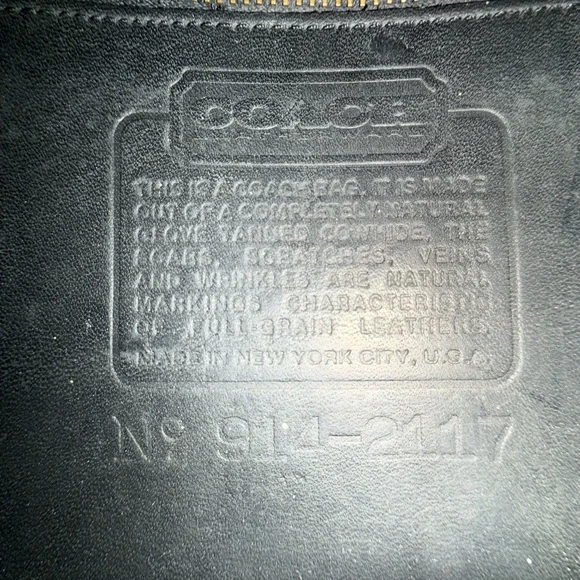 COACH
THIS IS A COACH BAG. IT IS MADE
OUT OF A COMPLETELY NATURAL
GLOVE TANNED COWHIDE, THE
SCARS, SCRATCHES, VEINS
AND WRINKLES ARE NATURAL
MARKINGS CHARACTERISTIC
OF FULL-GRAIN LEATHERS.
MADE IN NEW YORK CITY, U.S.A.
No 914-2117